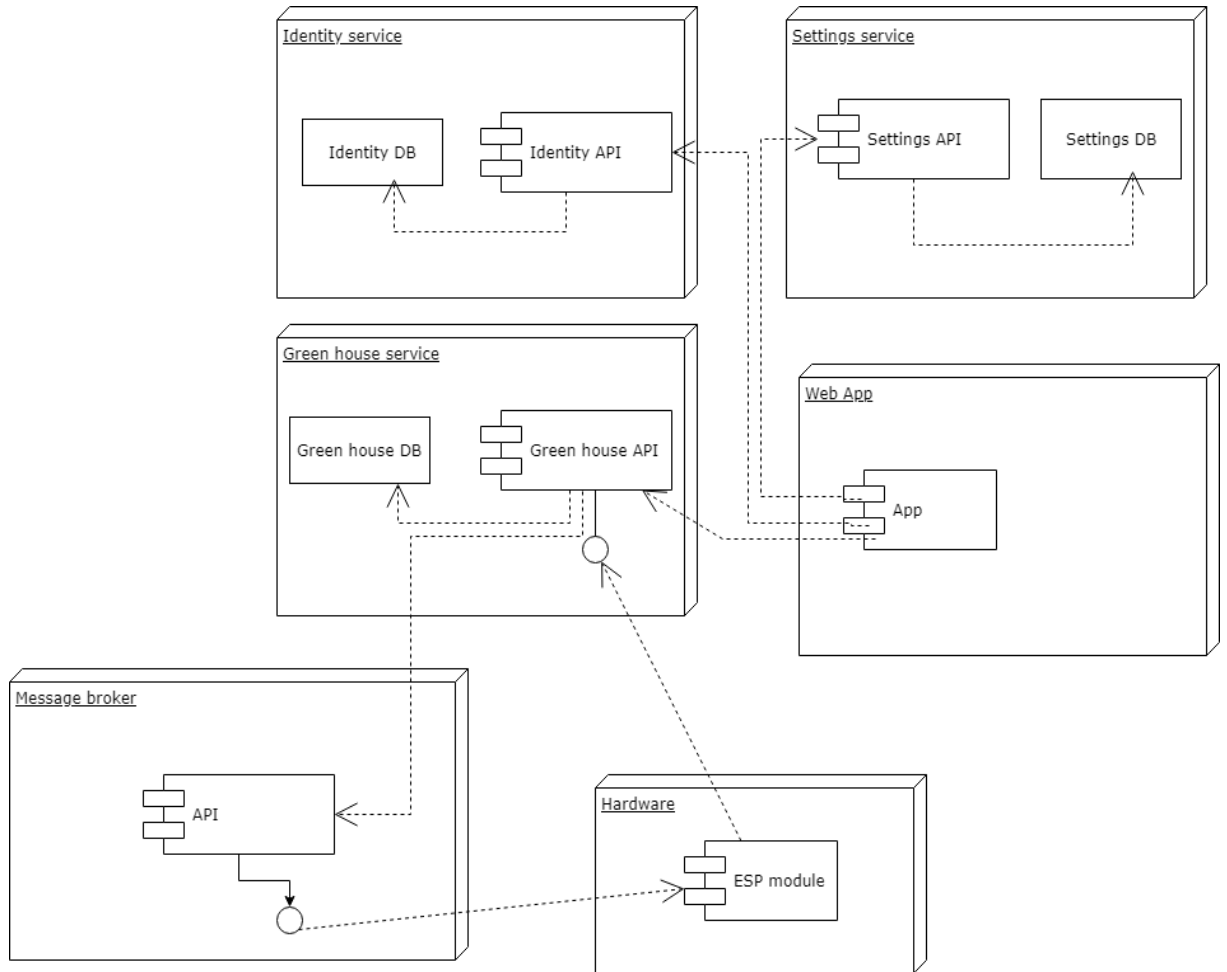 Identity service
Settings service
Identity DB
Identity API
Settings API
Settings DB
Green house service
Web App
Green house DB
Green house API
App
Message broker
API
Hardware
ESP module